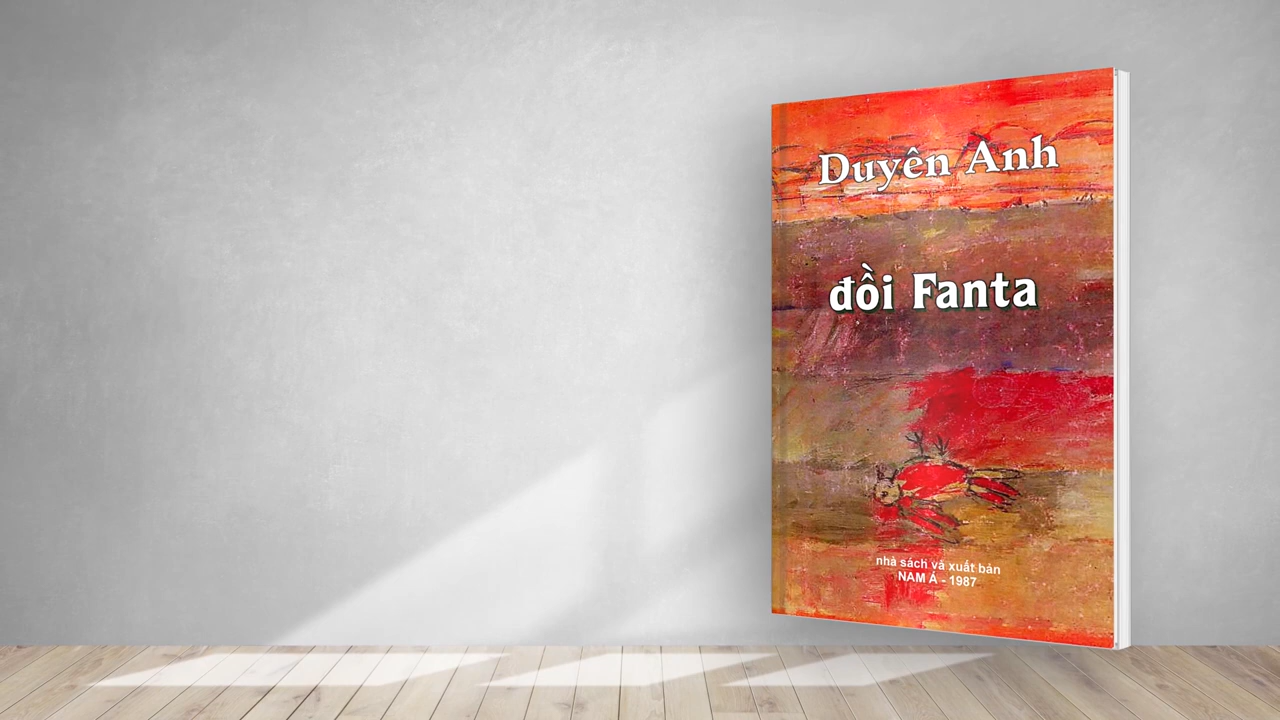 Duyên Anh
đồi Fanta
nhà sách và xuất bản
NAM Á - 1987